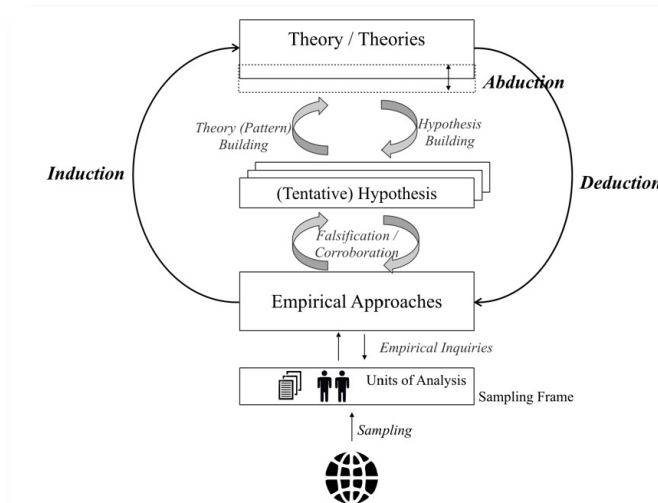 Theory / Theories
Abduction
Theory (Pattern)
Building
Hypothesis
Building
Induction
(Tentative) Hypothesis
Deduction
Falsification /
Corroboration
Empirical Approaches
Empirical Inquiries
Units of Analysis
Sampling Frame
Sampling